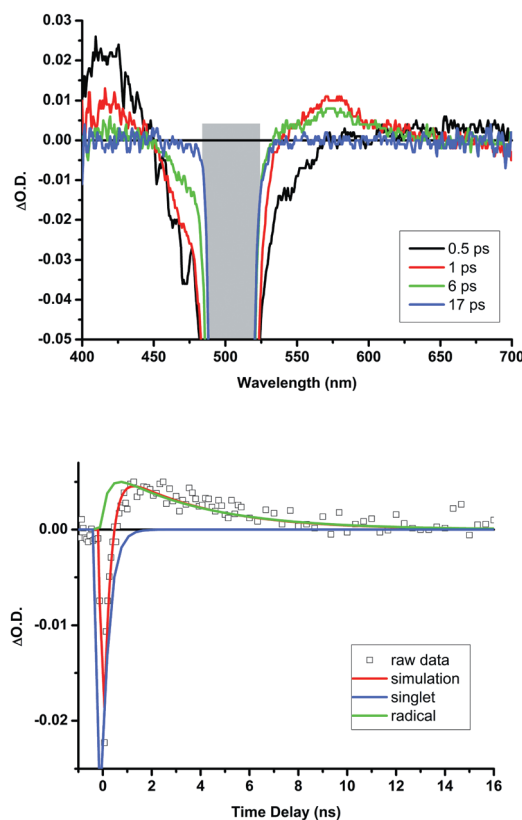 0.03
0.02
0.01
0.00
-0.01
-0.02
-0.03
-0.04
-0.05
ΔO.D.
0.5 ps
1 ps
6 ps
17 ps
400 450 500 550 600 650 700
Wavelength (nm)
0.00
-0.01
-0.02
ΔO.D.
raw data
simulation
singlet
radical
0 2 4 6 8 10 12 14 16
Time Delay (ns)